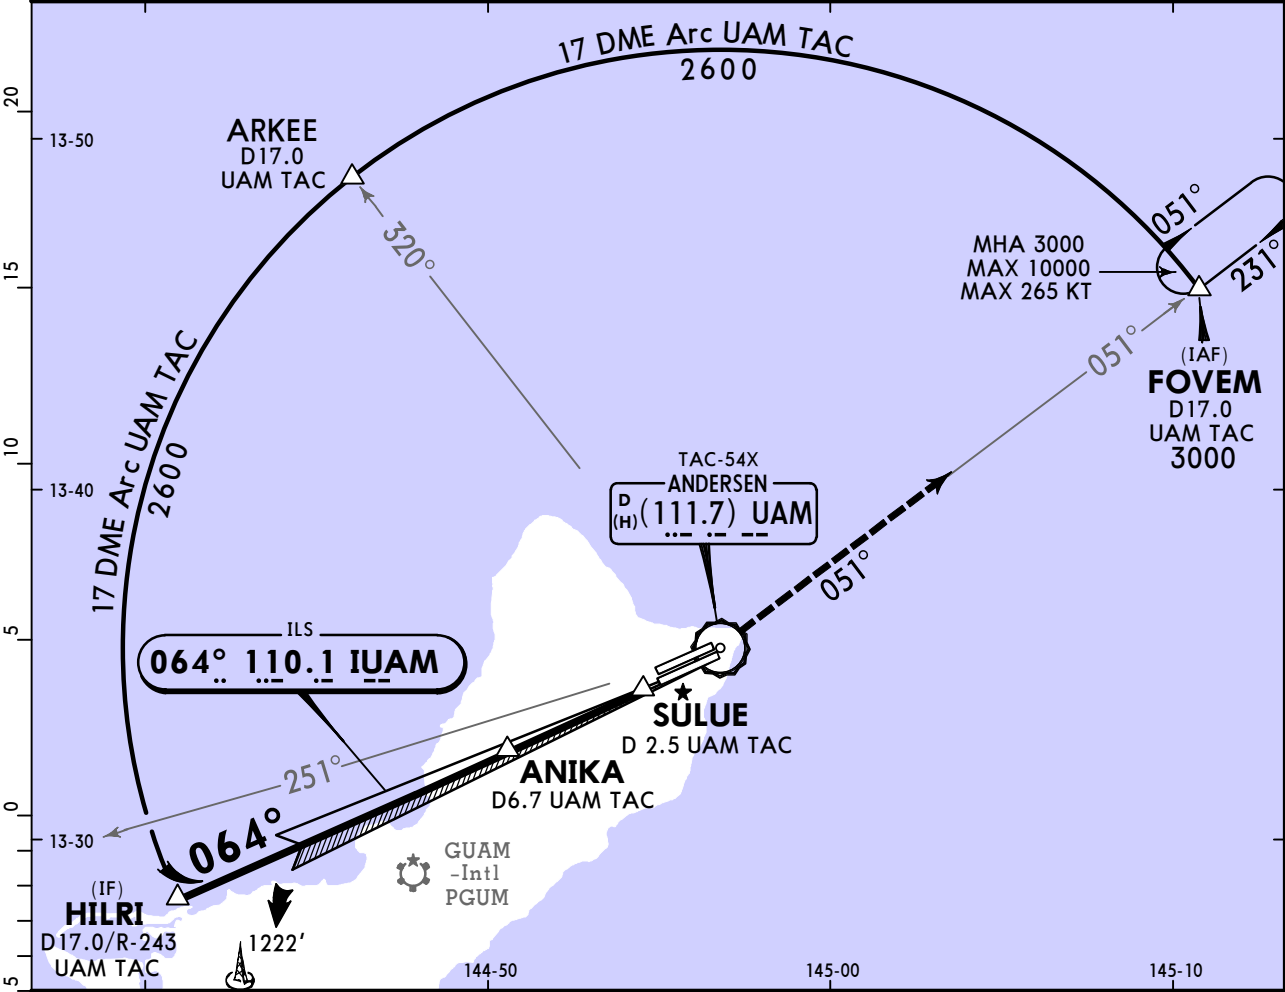 17 DME Arc UAM TAC
2600
20
13-50
ARKEE
D17.0
UAM TAC
320°
051°
231°
MHA 3000
MAX 10000
MAX 265 KT
15
051°
(IAF)
FOVEM
D17.0
UAM TAC
3000
17 DME Arc UAM TAC
2600
10
13-40
TAC-54X
ANDERSEN
D
(H) (111.7) UAM
051°
5
ILS
064° 110.1 IUAM
SULUE
D 2.5 UAM TAC
251°
ANIKA
D6.7 UAM TAC
0
13-30
064°
GUAM
-Intl
PGUM
(IF)
HILRI
D17.0/R-243
UAM TAC
1222'
5
144-50
145-00
145-10